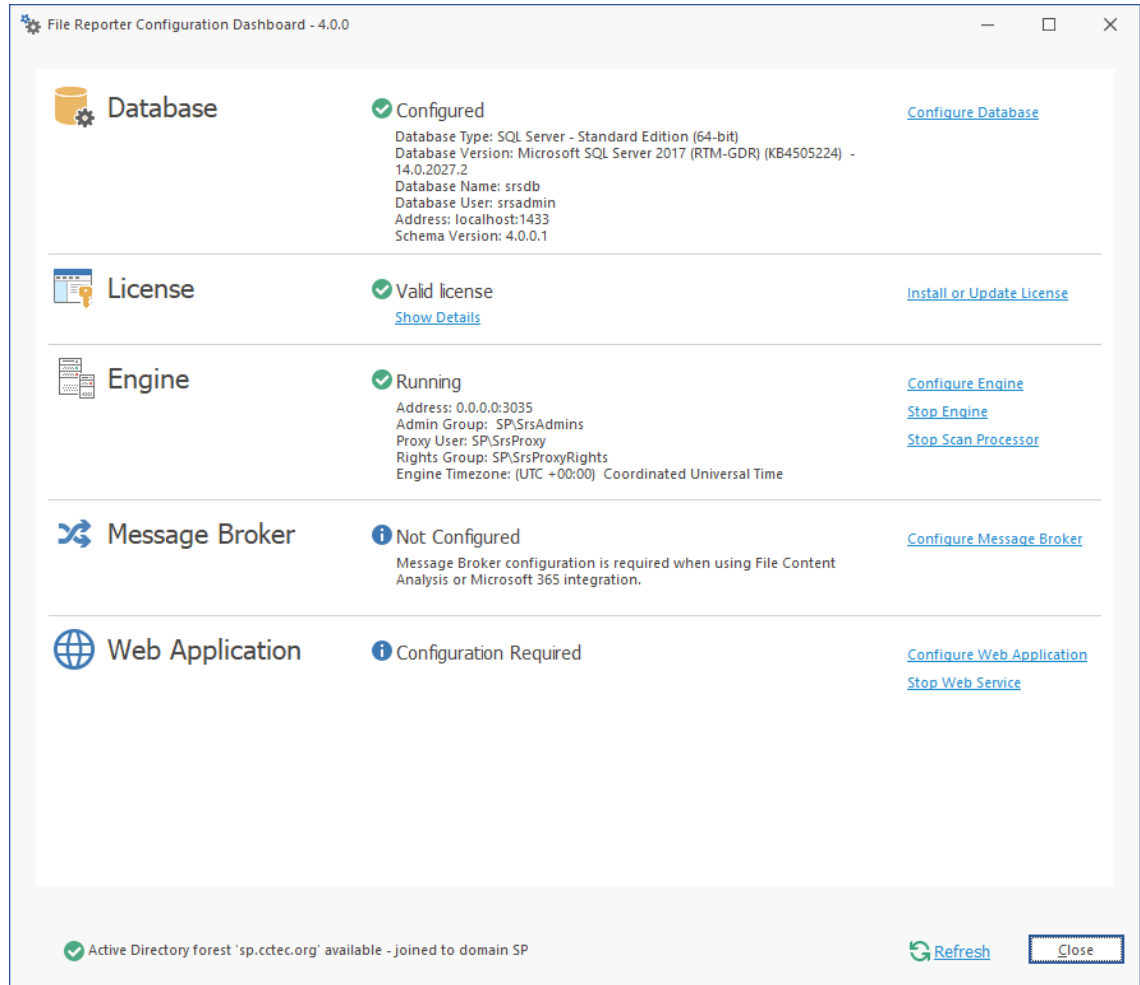 File Reporter Configuration Dashboard - 4.0.0
Database
Configured
Configure Database
Database Type: SQL Server - Standard Edition (64-bit)
Database Version: Microsoft SQL Server 2017 (RTM-GDR) (KB4505224) -
14.0.2027.2
Database Name: srsdb
Database User: srsadmin
Address: localhost:1433
Schema Version: 4.0.0.1
License
Valid license
Install or Update License
Show Details
Engine
Running
Configure Engine
Address: 0.0.0.0:3035
Stop Engine
Admin Group: SP\SrsAdmins
Proxy User: SP\SrsProxy
Stop Scan Processor
Rights Group: SP\SrsProxyRights
Engine Timezone: (UTC +00:00) Coordinated Universal Time
Message Broker
Not Configured
Configure Message Broker
Message Broker configuration is required when using File Content
Analysis or Microsoft 365 integration.
Web Application
Configuration Required
Configure Web Application
Stop Web Service
Active Directory forest 'sp.cctec.org' available - joined to domain SP
Refresh
Close